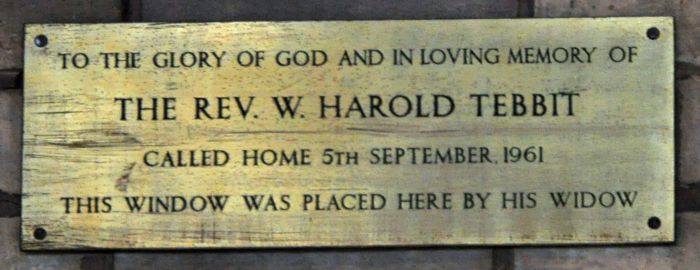 TO THE GLORY OF GOD AND IN LOVING MEMORY OF
THE REV. W. HAROLD TEBBIT
CALLED HOME 5TH SEPTEMBER, 1961
THIS WINDOW WAS PLACED HERE BY HIS WIDOW